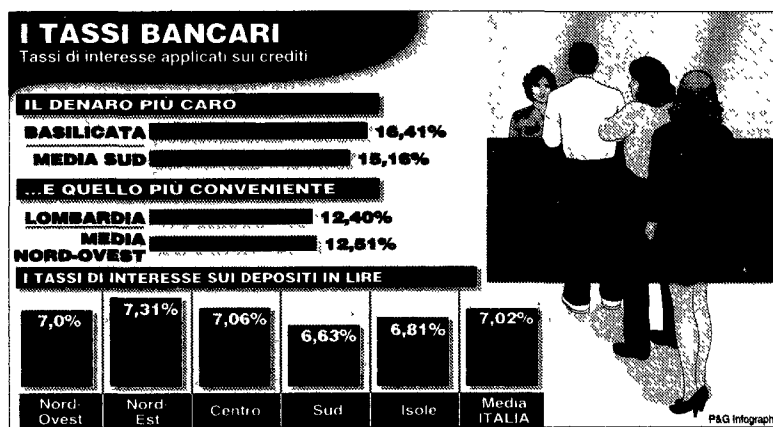 I TASSI BANCARI
Tassi di interesse applicati sui crediti
IL DENARO PIÙ CARO
BASILICATA 16,41%
MEDIA SUD 15,16%
...E QUELLO PIÙ CONVENIENTE
LOMBARDIA 12,40%
MEDIA
NORD-OVEST 12,51%
I TASSI DI INTERESSE SUI DEPOSITI IN LIRE
7,0% 7,31% 7,06% 6,63% 6,81% 7,02%
Nord-Ovest Nord-Est Centro Sud Isole Media ITALIA
P&G Infograph